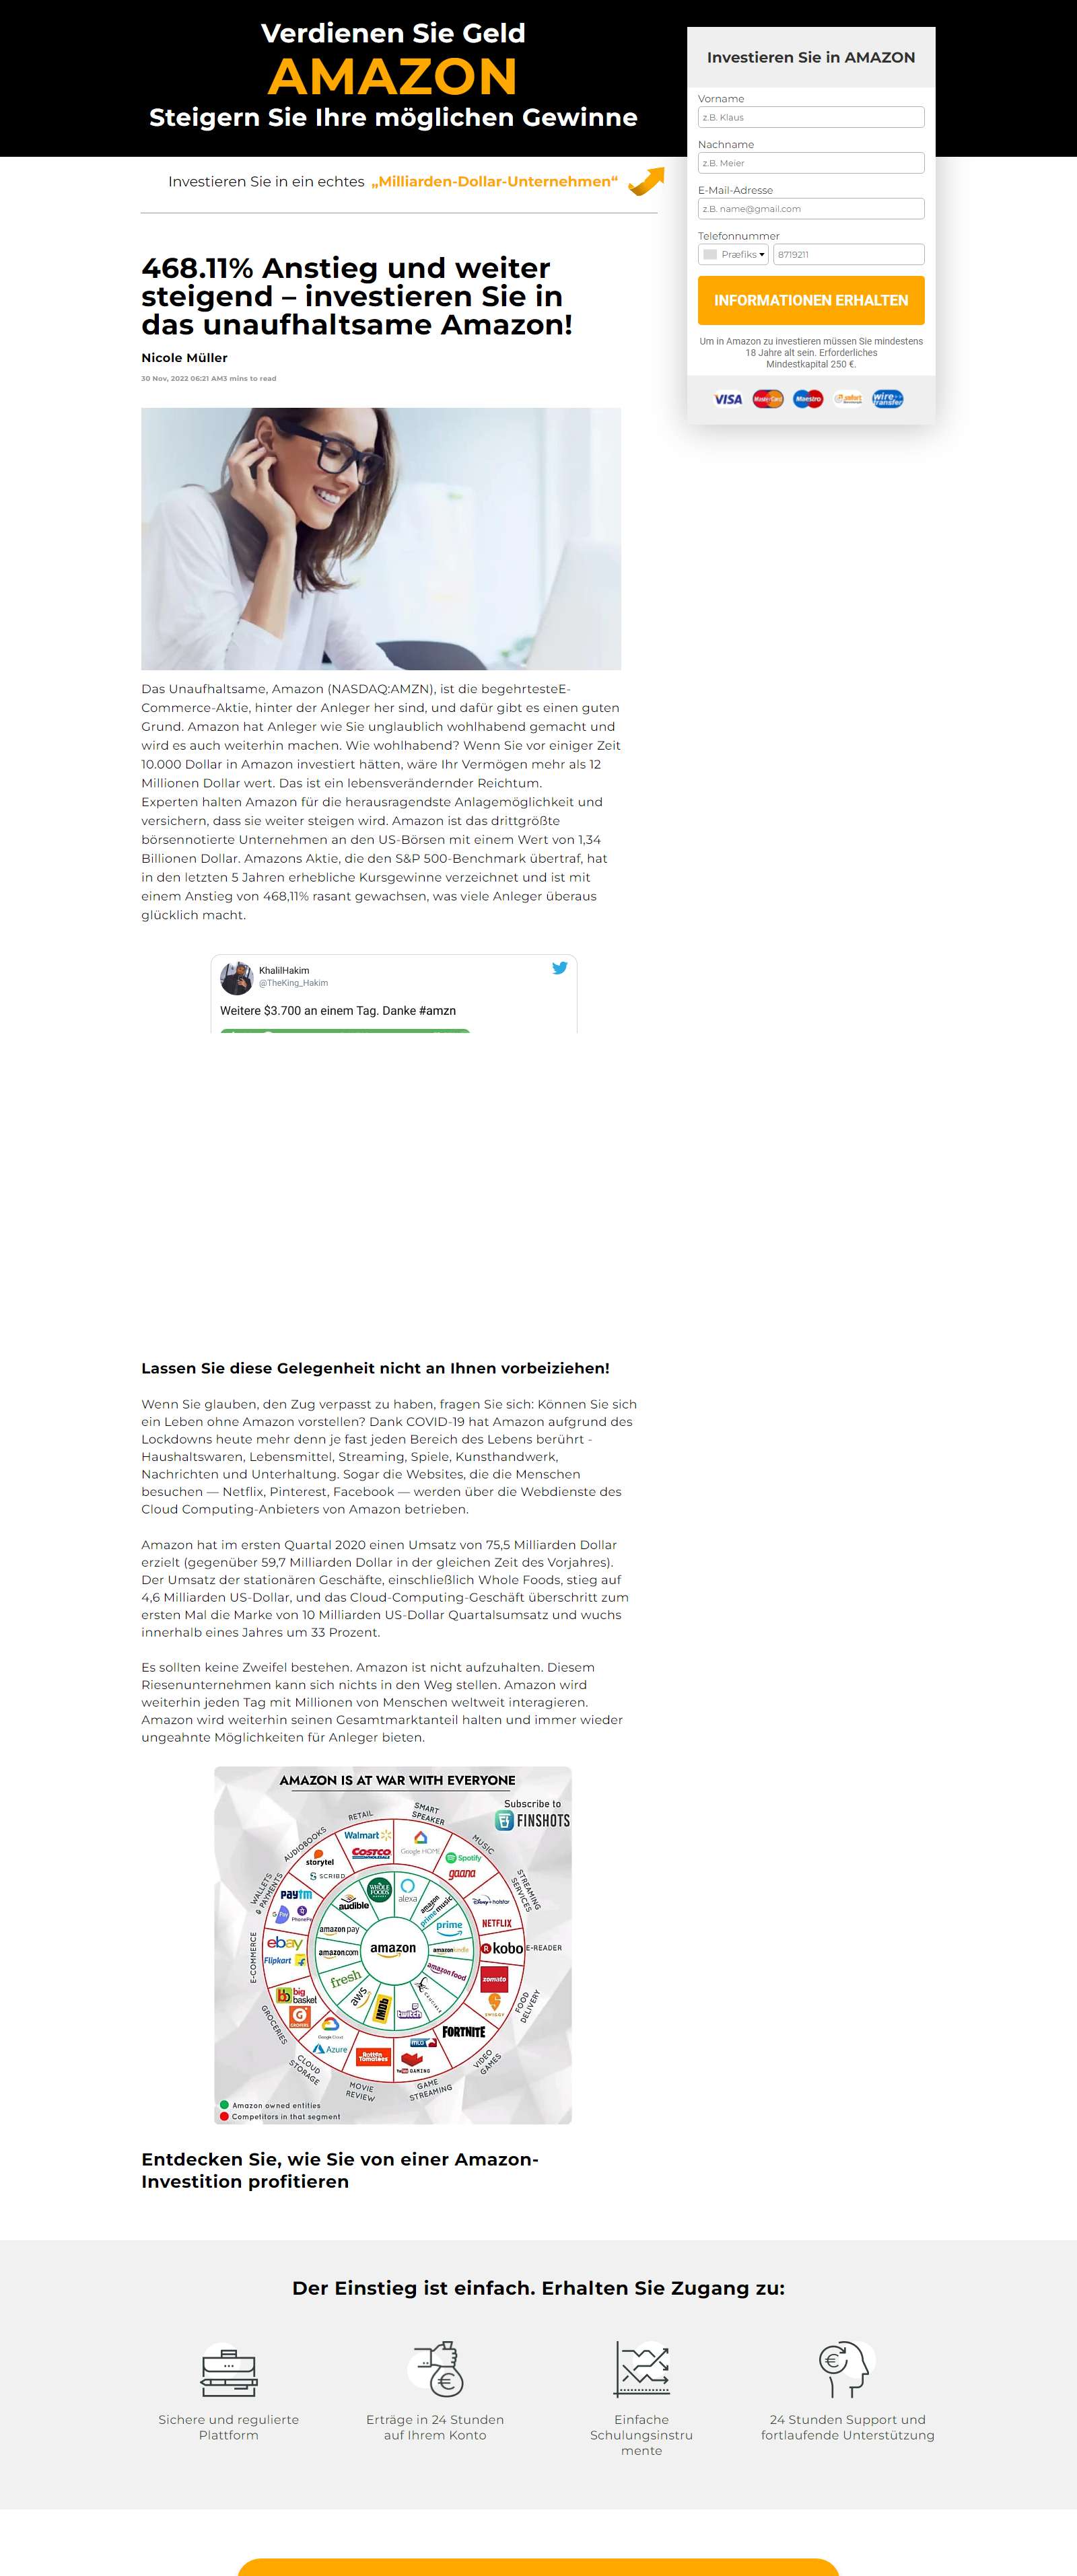 Verdienen Sie Geld
AMAZON
Steigern Sie Ihre möglichen Gewinne
Investieren Sie in ein echtes „Milliarden-Dollar-Unternehmen“
Investieren Sie in AMAZON
Vorname
z.B. Klaus
Nachname
z.B. Meier
E-Mail-Adresse
z.B. name@gmail.com
Telefonnummer
Præfiks
8719211
INFORMATIONEN ERHALTEN
Um in Amazon zu investieren müssen Sie mindestens
18 Jahre alt sein. Erforderliches
Mindestkapital 250 €.
VISA
MasterCard
Maestro
wire
transfer
468.11% Anstieg und weiter
steigend – investieren Sie in
das unaufhaltsame Amazon!
Nicole Müller
30 Nov, 2022 06:21 AM3 mins to read
Das Unaufhaltsame, Amazon (NASDAQ:AMZN), ist die begehrtesteE-
Commerce-Aktie, hinter der Anleger her sind, und dafür gibt es einen guten
Grund. Amazon hat Anleger wie Sie unglaublich wohlhabend gemacht und
wird es auch weiterhin machen. Wie wohlhabend? Wenn Sie vor einiger Zeit
10.000 Dollar in Amazon investiert hätten, wäre Ihr Vermögen mehr als 12
Millionen Dollar wert. Das ist ein lebensverändernder Reichtum.
Experten halten Amazon für die herausragendste Anlagemöglichkeit und
versichern, dass sie weiter steigen wird. Amazon ist das drittgrößte
börsennotierte Unternehmen an den US-Börsen mit einem Wert von 1,34
Billionen Dollar. Amazons Aktie, die den S&P 500-Benchmark übertraf, hat
in den letzten 5 Jahren erhebliche Kursgewinne verzeichnet und ist mit
einem Anstieg von 468,11% rasant gewachsen, was viele Anleger überaus
glücklich macht.
KhalilHakim
@TheKing_Hakim
Weitere $3.700 an einem Tag. Danke #amzn
Lassen Sie diese Gelegenheit nicht an Ihnen vorbeiziehen!
Wenn Sie glauben, den Zug verpasst zu haben, fragen Sie sich: Können Sie sich
ein Leben ohne Amazon vorstellen? Dank COVID-19 hat Amazon aufgrund des
Lockdowns heute mehr denn je fast jeden Bereich des Lebens berührt -
Haushaltswaren, Lebensmittel, Streaming, Spiele, Kunsthandwerk,
Nachrichten und Unterhaltung. Sogar die Websites, die die Menschen
besuchen — Netflix, Pinterest, Facebook — werden über die Webdienste des
Cloud Computing-Anbieters von Amazon betrieben.
Amazon hat im ersten Quartal 2020 einen Umsatz von 75,5 Milliarden Dollar
erzielt (gegenüber 59,7 Milliarden Dollar in der gleichen Zeit des Vorjahres).
Der Umsatz der stationären Geschäfte, einschließlich Whole Foods, stieg auf
4,6 Milliarden US-Dollar, und das Cloud-Computing-Geschäft überschritt zum
ersten Mal die Marke von 10 Milliarden US-Dollar Quartalsumsatz und wuchs
innerhalb eines Jahres um 33 Prozent.
Es sollten keine Zweifel bestehen. Amazon ist nicht aufzuhalten. Diesem
Riesenunternehmen kann sich nichts in den Weg stellen. Amazon wird
weiterhin jeden Tag mit Millionen von Menschen weltweit interagieren.
Amazon wird weiterhin seinen Gesamtmarktanteil halten und immer wieder
ungeahnte Möglichkeiten für Anleger bieten.
AMAZON IS AT WAR WITH EVERYONE
Subscribe to
FINSHOTS
RETAIL
SMART
SPEAKER
AUDIOBOOKS
MUSIC
WALLETS
& PAYMENTS
STREAMING
SERVICES
E-COMMERCE
E-READER
GROCERIES
FOOD
DELIVERY
CLOUD
STORAGE
MOVIE
REVIEW
GAME
STREAMING
VIDEO
GAMES
Walmart
COSTCO
WHOLESALE
Google HOME
storytel
SCRIBD
Spotify
gaana
paytm
G Pay
PhonePe
Disney+ hotstar
NETFLIX
ebay
Flipkart
kobo
big
basket
zomato
SWIGGY
Google Cloud
Azure
Rotten
Tomatoes
YouTube GAMING
FORTNITE
WHOLE
FOODS
alexa
audible
amazon music
amazon pay
prime
amazon.com
amazon
amazon kindle
fresh
amazon food
aws
IMDb
twitch
CRUCIBLE
Amazon owned entities
Competitors in that segment
Entdecken Sie, wie Sie von einer Amazon-
Investition profitieren
Der Einstieg ist einfach. Erhalten Sie Zugang zu:
Sichere und regulierte
Plattform
Erträge in 24 Stunden
auf Ihrem Konto
Einfache
Schulungsinstru
mente
24 Stunden Support und
fortlaufende Unterstützung